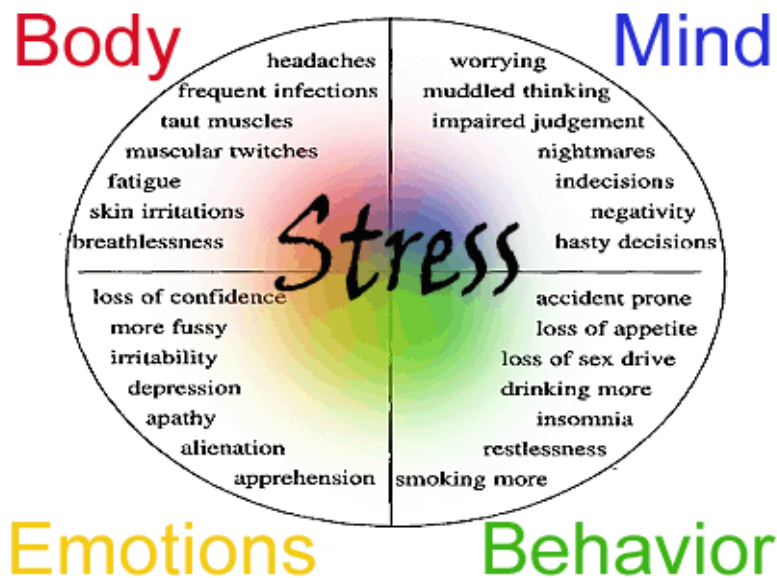 Body
headaches
frequent infections
taut muscles
muscular twitches
fatigue
skin irritations
breathlessness
Mind
worrying
muddled thinking
impaired judgement
nightmares
indecisions
negativity
hasty decisions
Stress
loss of confidence
more fussy
irritability
depression
apathy
alienation
apprehension
Emotions
accident prone
loss of appetite
loss of sex drive
drinking more
insomnia
restlessness
smoking more
Behavior